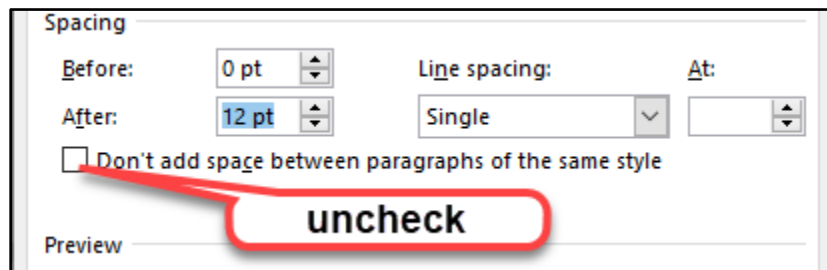 Spacing
Before: 0 pt Line spacing: At:
After: 12 pt Single
Don't add space between paragraphs of the same style
uncheck
Preview